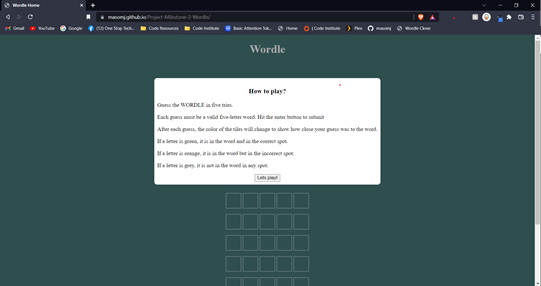 Wordle Home
masomj.github.io/Project-Milestone-2-Wordle/
Gmail YouTube Google (13) One Stop Tech... Code Resources Code Institute Basic Attention Tok... Home | Code Institute Plex masomj Wordle Clone
Wordle
How to play?
Guess the WORDLE in five tries.
Each guess must be a valid five-letter word. Hit the enter button to submit
After each guess, the color of the tiles will change to show how close your guess was to the word.
If a letter is green, it is in the word and in the correct spot.
If a letter is orange, it is in the word but in the incorrect spot.
If a letter is grey, it is not in the word in any spot.
Lets play!